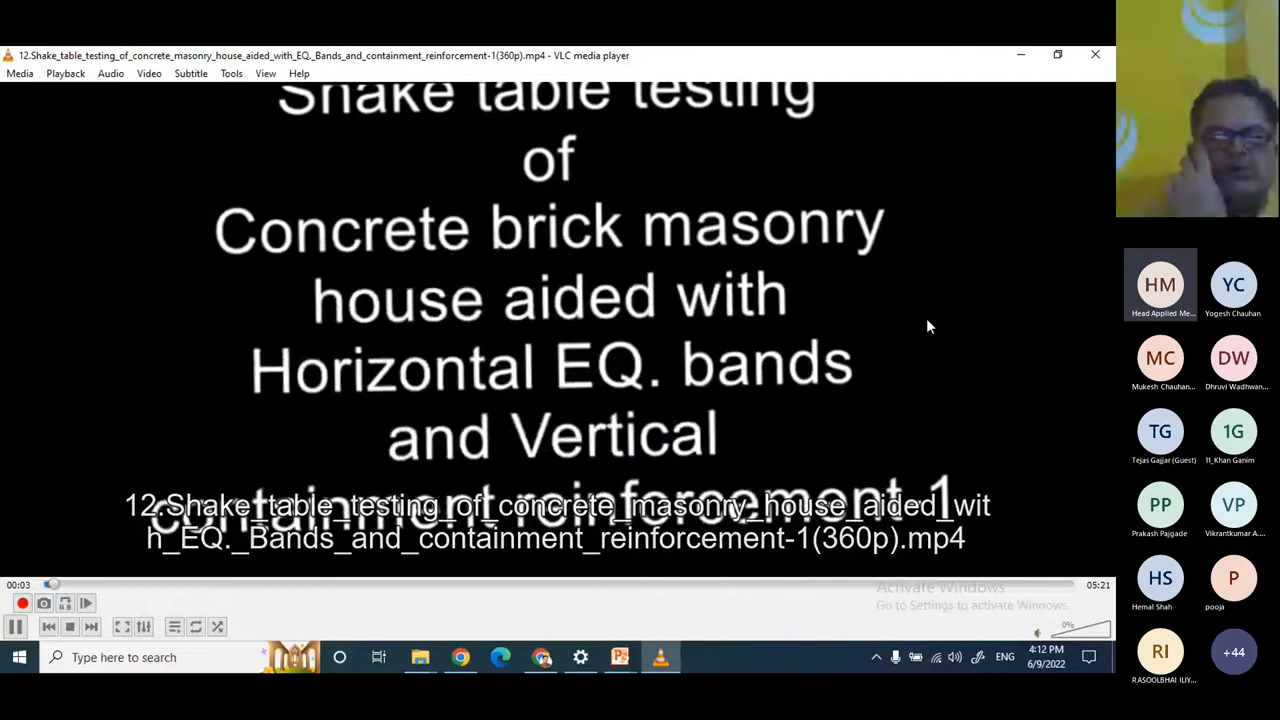 12.Shake_table_testing_of_concrete_masonry_house_aided_with_EQ._Bands_and_containment_reinforcement-1(360p).mp4 - VLC media player
Media Playback Audio Video Subtitle Tools View Help
Shake table testing
of
Concrete brick masonry
house aided with
Horizontal EQ. bands
and Vertical
containment reinforcement-1
12.Shake_table_testing_of_concrete_masonry_house_aided_wit
h_EQ._Bands_and_containment_reinforcement-1(360p).mp4
00:03
05:21
Activate Windows
Go to Settings to activate Windows.
0%
Type here to search
ENG
4:12 PM
6/9/2022
HM
Head Applied Me...
YC
Yogesh Chauhan
MC
Mukesh Chauhan...
DW
Dhruvi Wadhwan...
TG
Tejas Gajjar (Guest)
1G
11_Khan Ganim
PP
Prakash Pajgade
VP
Vikrantkumar A...
HS
Hemal Shah
P
pooja
RI
RASOOLBHAI ILIY...
+44